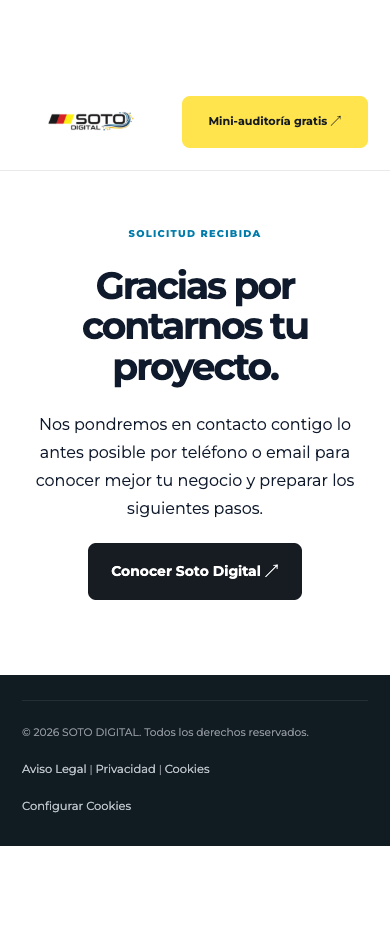 SOTO
DIGITAL
Mini-auditoría gratis ↗
SOLICITUD RECIBIDA
Gracias por
contarnos tu
proyecto.
Nos pondremos en contacto contigo lo
antes posible por teléfono o email para
conocer mejor tu negocio y preparar los
siguientes pasos.
Conocer Soto Digital ↗
© 2026 SOTO DIGITAL. Todos los derechos reservados.
Aviso Legal | Privacidad | Cookies
Configurar Cookies